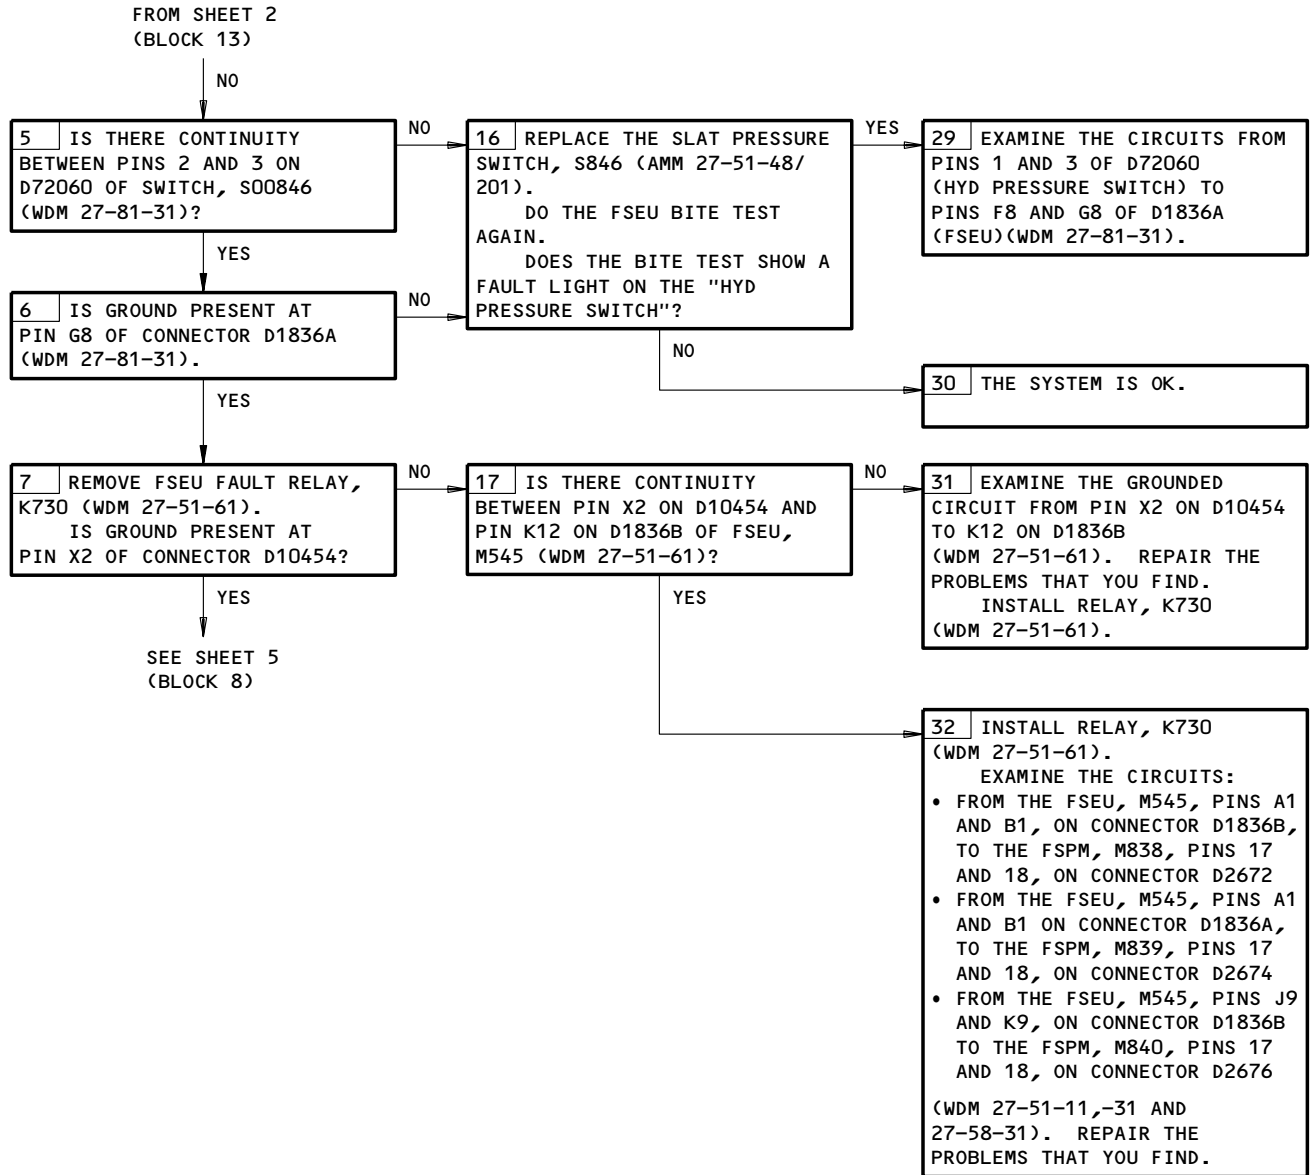 FROM SHEET 2
(BLOCK 13)
NO
5 IS THERE CONTINUITY
BETWEEN PINS 2 AND 3 ON
D72060 OF SWITCH, S00846
(WDM 27-81-31)?
NO
YES
16 REPLACE THE SLAT PRESSURE
SWITCH, S846 (AMM 27-51-48/
201).
DO THE FSEU BITE TEST
AGAIN.
DOES THE BITE TEST SHOW A
FAULT LIGHT ON THE "HYD
PRESSURE SWITCH"?
YES
NO
29 EXAMINE THE CIRCUITS FROM
PINS 1 AND 3 OF D72060
(HYD PRESSURE SWITCH) TO
PINS F8 AND G8 OF D1836A
(FSEU)(WDM 27-81-31).
6 IS GROUND PRESENT AT
PIN G8 OF CONNECTOR D1836A
(WDM 27-81-31).
NO
YES
30 THE SYSTEM IS OK.
7 REMOVE FSEU FAULT RELAY,
K730 (WDM 27-51-61).
IS GROUND PRESENT AT
PIN X2 OF CONNECTOR D10454?
NO
YES
SEE SHEET 5
(BLOCK 8)
17 IS THERE CONTINUITY
BETWEEN PIN X2 ON D10454 AND
PIN K12 ON D1836B OF FSEU,
M545 (WDM 27-51-61)?
NO
YES
31 EXAMINE THE GROUNDED
CIRCUIT FROM PIN X2 ON D10454
TO K12 ON D1836B
(WDM 27-51-61). REPAIR THE
PROBLEMS THAT YOU FIND.
INSTALL RELAY, K730
(WDM 27-51-61).
32 INSTALL RELAY, K730
(WDM 27-51-61).
EXAMINE THE CIRCUITS:
• FROM THE FSEU, M545, PINS A1
AND B1, ON CONNECTOR D1836B,
TO THE FSPM, M838, PINS 17
AND 18, ON CONNECTOR D2672
• FROM THE FSEU, M545, PINS A1
AND B1 ON CONNECTOR D1836A,
TO THE FSPM, M839, PINS 17
AND 18, ON CONNECTOR D2674
• FROM THE FSEU, M545, PINS J9
AND K9, ON CONNECTOR D1836B
TO THE FSPM, M840, PINS 17
AND 18, ON CONNECTOR D2676
(WDM 27-51-11,-31 AND
27-58-31). REPAIR THE
PROBLEMS THAT YOU FIND.